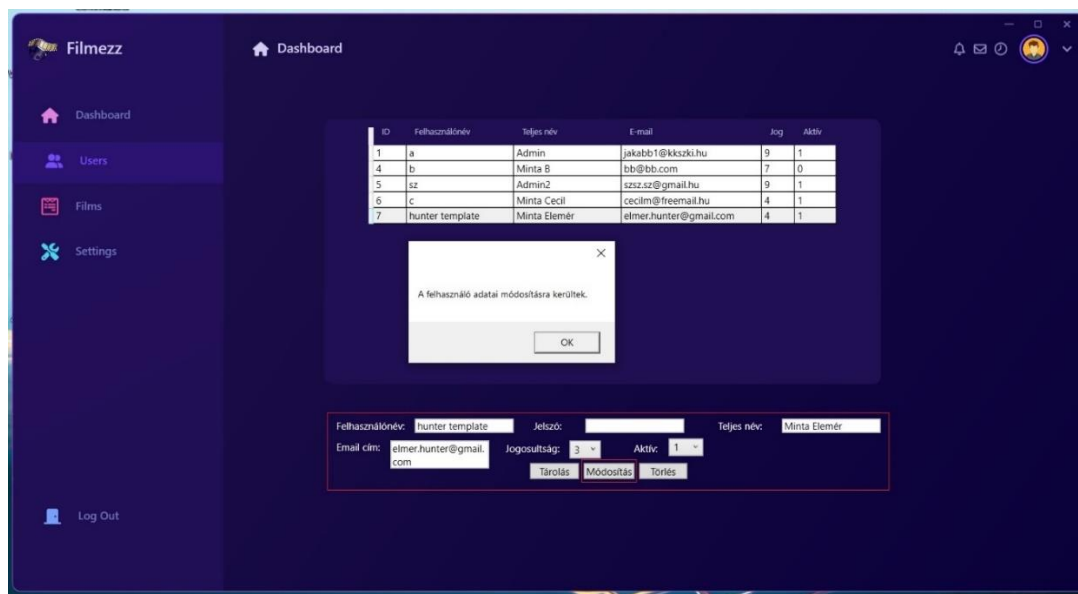 Filmezz
Dashboard
Dashboard
Users
Films
Settings
Log Out
ID Felhasználónév Teljes név E-mail Jog Aktív
1 a Admin jakabb1@kkszki.hu 9 1
4 b Minta B bb@bb.com 7 0
5 sz Admin2 szsz.sz@gmail.hu 9 1
6 c Minta Cecil cecilm@freemail.hu 4 1
7 hunter template Minta Elemér elmer.hunter@gmail.com 4 1
A felhasználó adatai módosításra kerültek.
OK
Felhasználónév: hunter template Jelszó: Teljes név: Minta Elemér
Email cím: elmer.hunter@gmail. Jogosultság: 3 Aktív: 1
com
Tárolás Módosítás Törlés